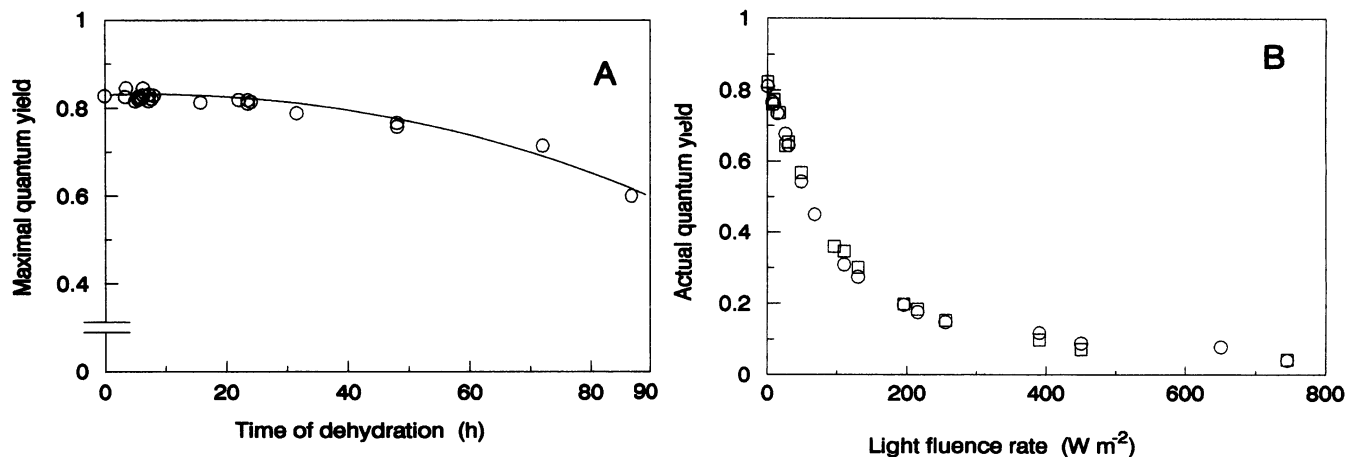 1
0.8
0.6
0.4
0
0 20 40 60 80 90
Maximal quantum yield
Time of dehydration (h)
A
1
0.8
0.6
0.4
0.2
0
0 200 400 600 800
Actual quantum yield
Light fluence rate (W m-2)
B